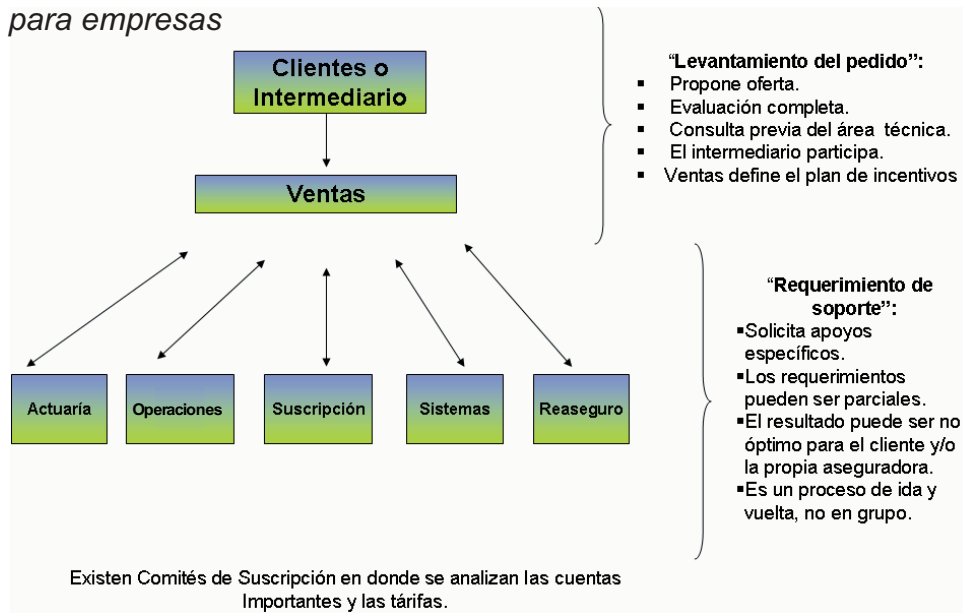 para empresas
Clientes o
Intermediario
Ventas
Actuaría
Operaciones
Suscripción
Sistemas
Reaseguro
“Levantamiento del pedido”:
▪ Propone oferta.
▪ Evaluación completa.
▪ Consulta previa del área técnica.
▪ El intermediario participa.
▪ Ventas define el plan de incentivos
“Requerimiento de
soporte”:
▪Solicita apoyos
específicos.
▪Los requerimientos
pueden ser parciales.
▪El resultado puede ser no
óptimo para el cliente y/o
la propia aseguradora.
▪Es un proceso de ida y
vuelta, no en grupo.
Existen Comités de Suscripción en donde se analizan las cuentas
Importantes y las tárifas.